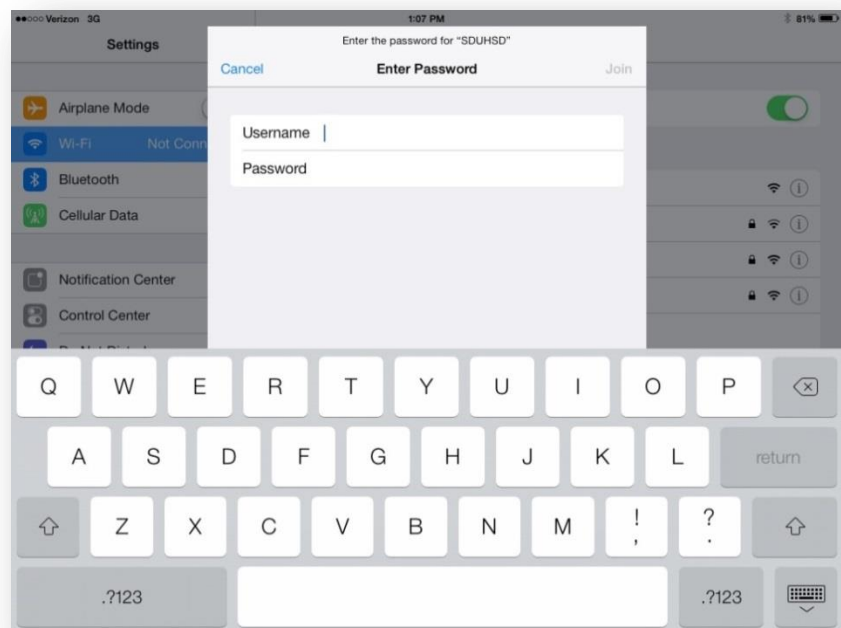 Verizon 3G 1:07 PM 81%
Settings
Enter the password for “SDUHSD”
Cancel Enter Password Join
Airplane Mode
Wi-Fi Not Conn
Bluetooth
Cellular Data
Username
Password
Notification Center
Control Center
Q W E R T Y U I O P
A S D F G H J K L return
Z X C V B N M ! , ? .
.?123 .?123